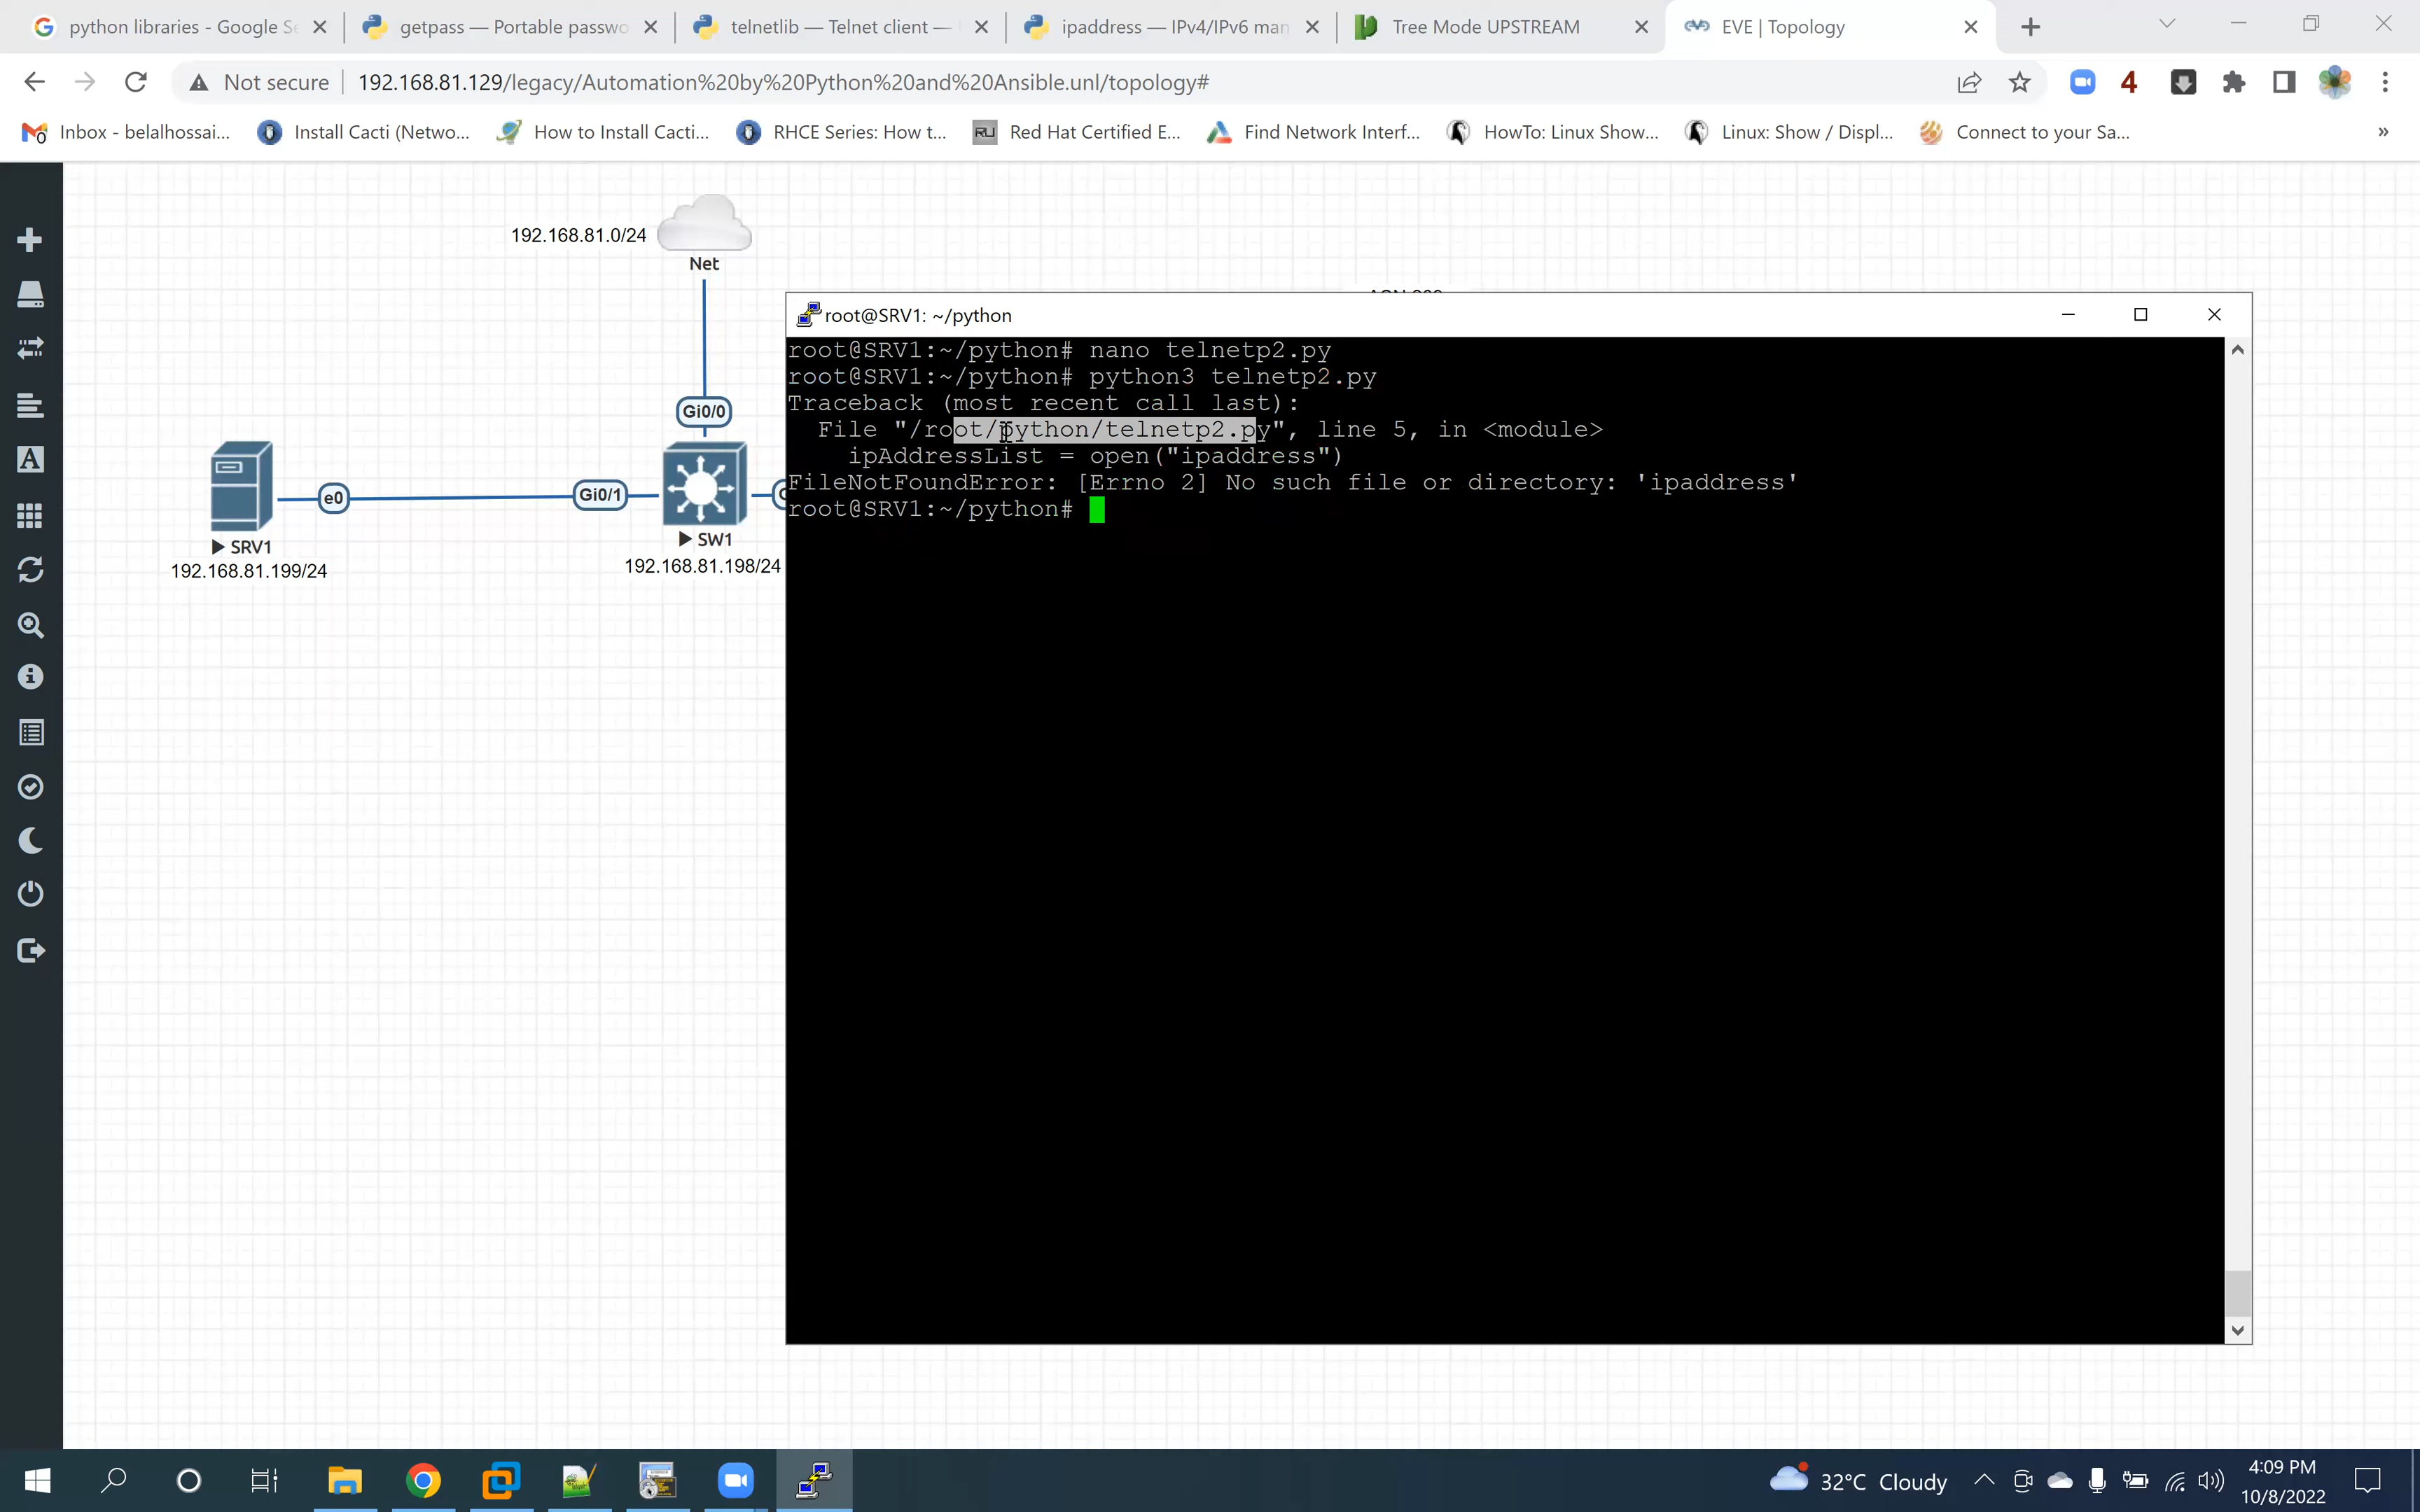 python libraries - Google Se
getpass — Portable passwo
telnetlib — Telnet client —
ipaddress — IPv4/IPv6 man
Tree Mode UPSTREAM
EVE | Topology
Not secure
192.168.81.129/legacy/Automation%20by%20Python%20and%20Ansible.unl/topology#
4
Inbox - belalhossai...
Install Cacti (Netwo...
How to Install Cacti...
RHCE Series: How t...
RU
Red Hat Certified E...
Find Network Interf...
HowTo: Linux Show...
Linux: Show / Displ...
Connect to your Sa...
»
192.168.81.0/24
Net
Gi0/0
e0
Gi0/1
SRV1
192.168.81.199/24
SW1
192.168.81.198/24
root@SRV1: ~/python
root@SRV1:~/python# nano telnetp2.py
root@SRV1:~/python# python3 telnetp2.py
Traceback (most recent call last):
File "/root/python/telnetp2.py", line 5, in <module>
ipAddressList = open("ipaddress")
FileNotFoundError: [Errno 2] No such file or directory: 'ipaddress'
root@SRV1:~/python#
32°C Cloudy
4:09 PM
10/8/2022